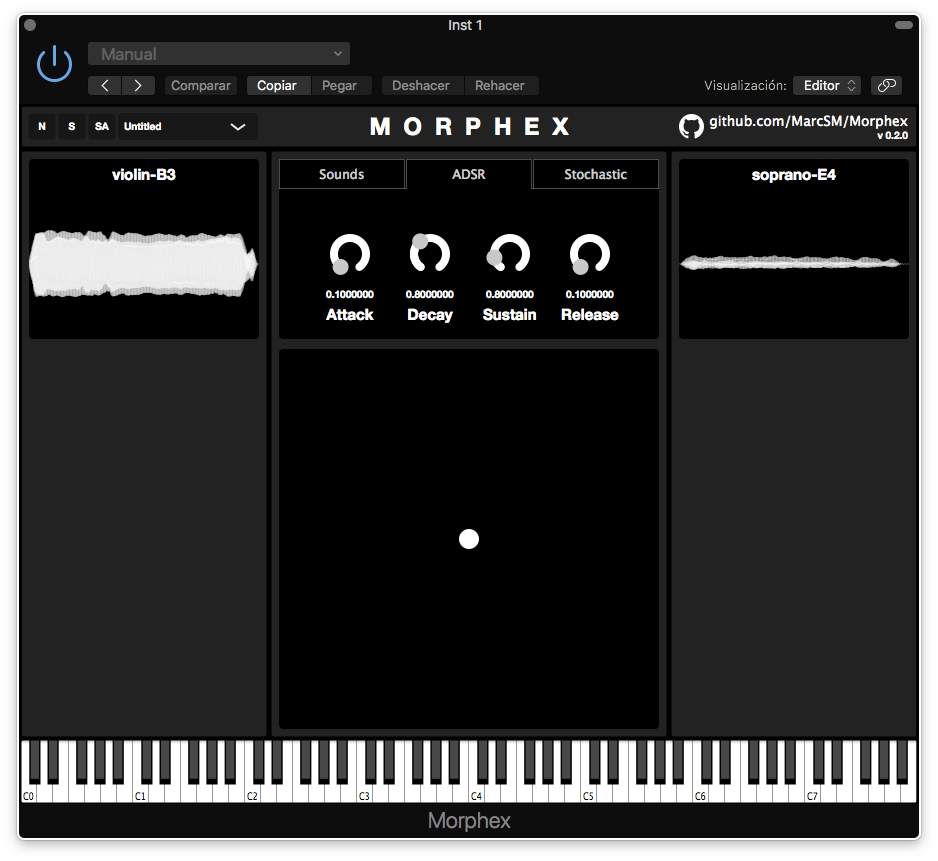 Inst 1
Manual
Comparar Copiar Pegar Deshacer Rehacer Visualización: Editor
N S SA Untitled
MORPHEX
github.com/MarcSM/Morphex
v 0.2.0
violin-B3
Sounds ADSR Stochastic
soprano-E4
0.1000000 0.8000000 0.8000000 0.1000000
Attack Decay Sustain Release
C0 C1 C2 C3 C4 C5 C6 C7
Morphex